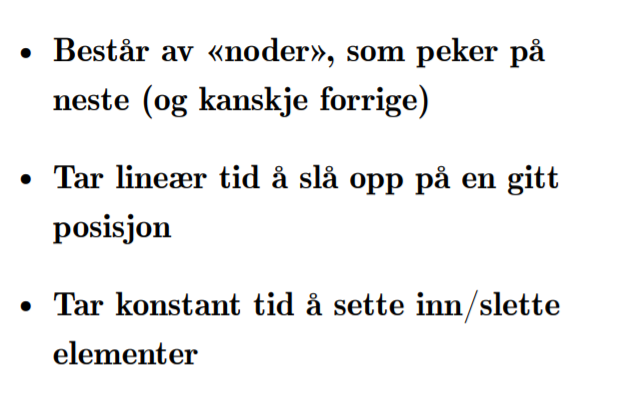 • Består av «noder», som peker på
neste (og kanskje forrige)
• Tar lineær tid å slå opp på en gitt
posisjon
• Tar konstant tid å sette inn/slette
elementer